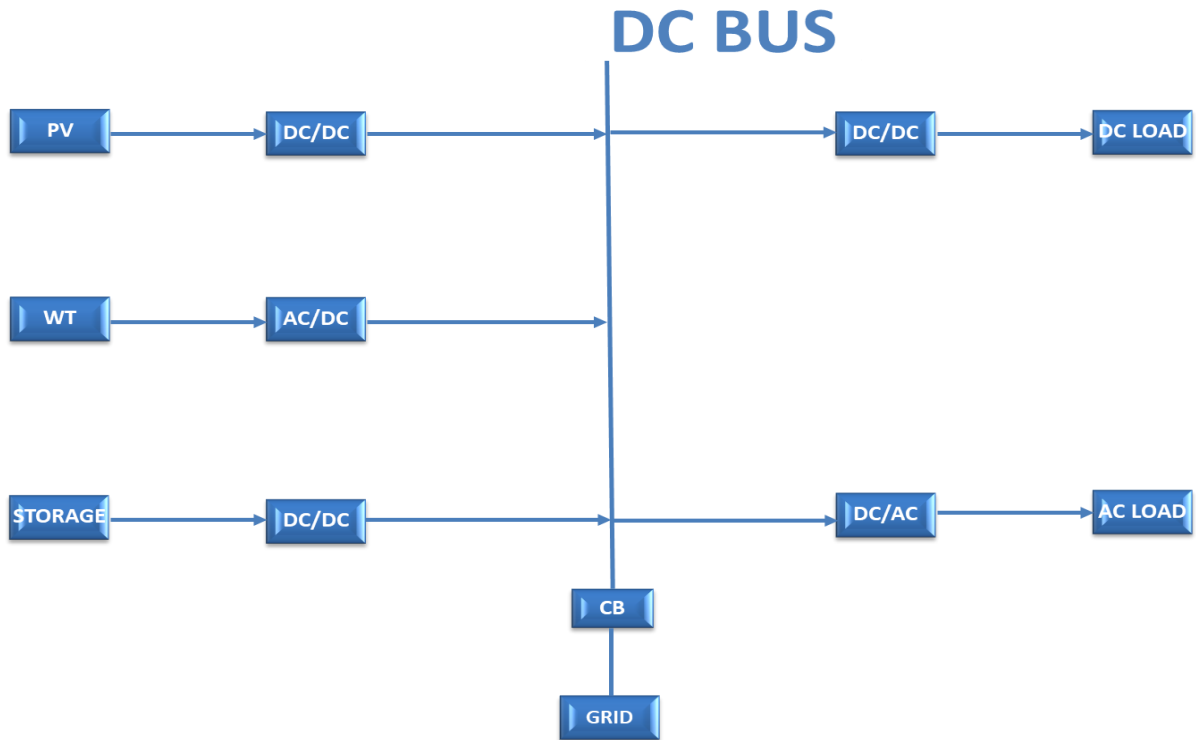 DC BUS
PV
DC/DC
DC/DC
DC LOAD
WT
AC/DC
STORAGE
DC/DC
DC/AC
AC LOAD
CB
GRID